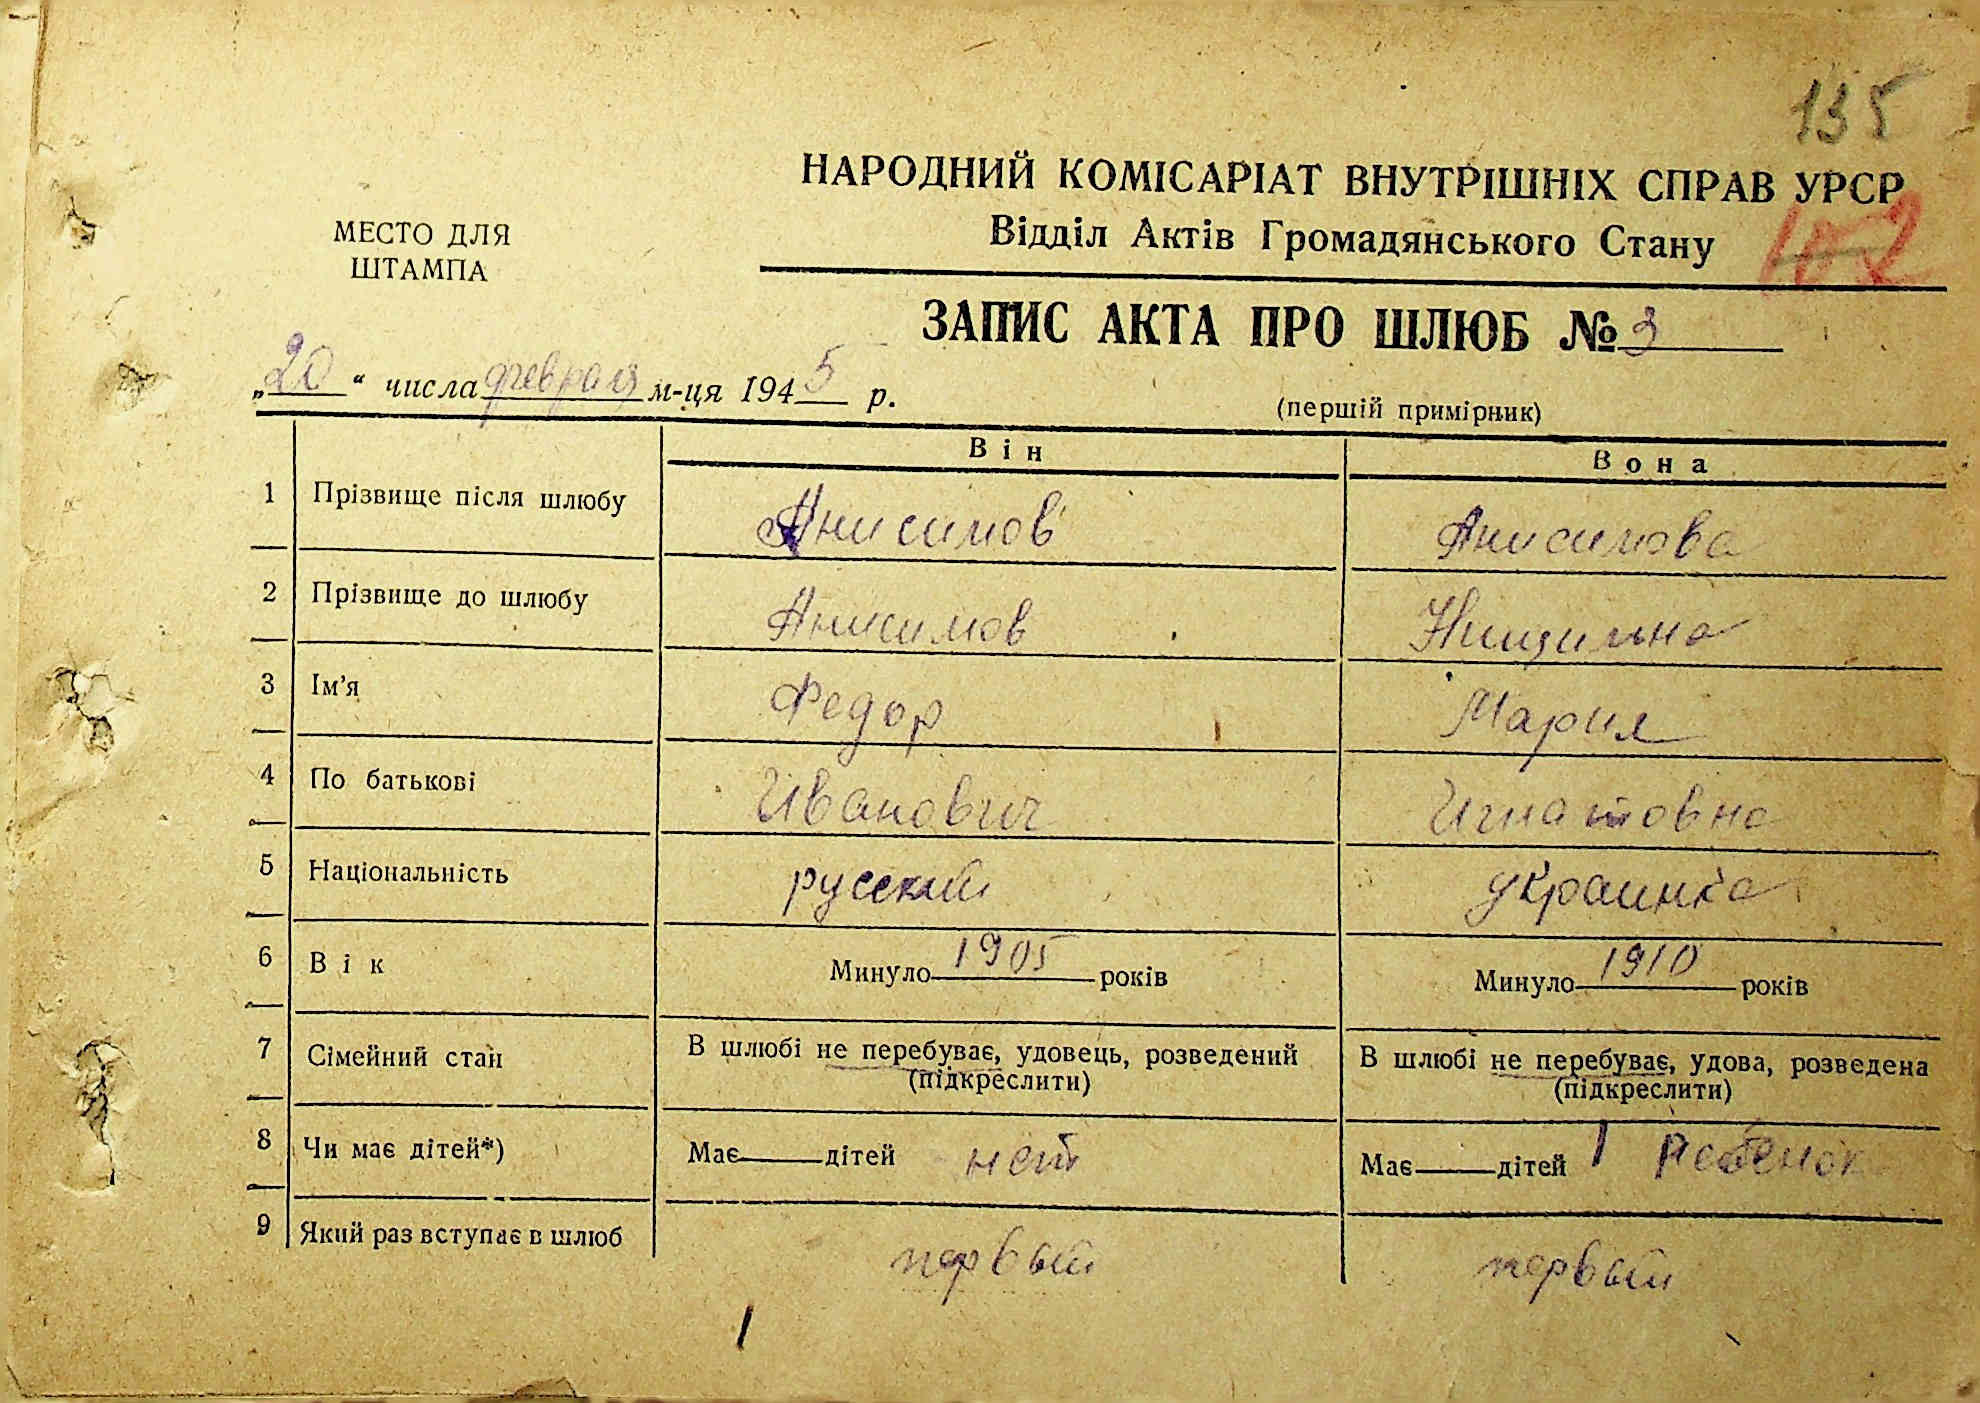 135
НАРОДНИЙ КОМІСАРІАТ ВНУТРІШНІХ СПРАВ УРСР
Відділ Актів Громадянського Стану
102
МЕСТО ДЛЯ
ШТАМПА
ЗАПИС АКТА ПРО ШЛЮБ № 3
„20“ числа февраля м-ця 1945 р.
(першій примірник)
Він Вона
1 Прізвище після шлюбу Анисимов Анисимова
2 Прізвище до шлюбу Анисимов
3 Ім’я Федор Мария
4 По батькові Иванович Игнатовна
5 Національність русский украинка
6 Вік Минуло 1905 років Минуло 1910 років
7 Сімейний стан В шлюбі не перебуває, удовець, розведений В шлюбі не перебуває, удова, розведена
(підкреслити) (підкреслити)
8 Чи має дітей*) Має дітей нет Має дітей 1 ребенок
9 Який раз вступає в шлюб первый первый